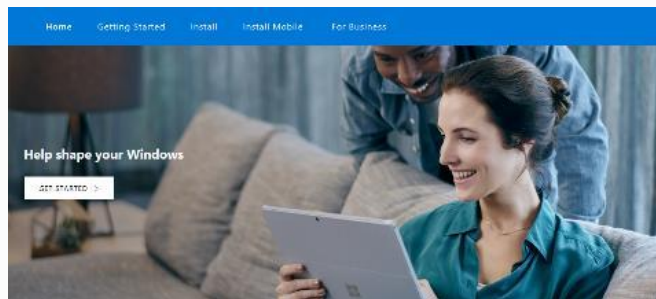 Home Getting Started Install Install Mobile For Business
Help shape your Windows
GET STARTED >